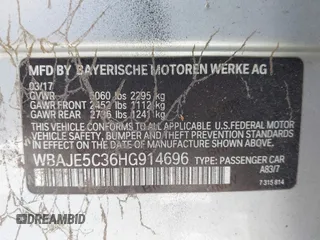 MFD BY BAYERISCHE MOTOREN WERKE AG
03/17
GVWR 5060 lbs 2295 kg
GAWR FRONT 2452 lbs 1112 kg
GAWR REAR 2736 lbs 1241 kg
THIS VEHICLE CONFORMS TO ALL APPLICABLE
U.S.FEDERAL MOTOR VEHICLE SAFETY, BUMPER,
AND THEFT PREVENTION STANDARDS
IN EFFECT ON THE DATE OF MANUFACTURE
SHOWN ABOVE.
WBAJE5C36HG914696 TYPE: PASSENGER CAR
A83/7
7 315 814